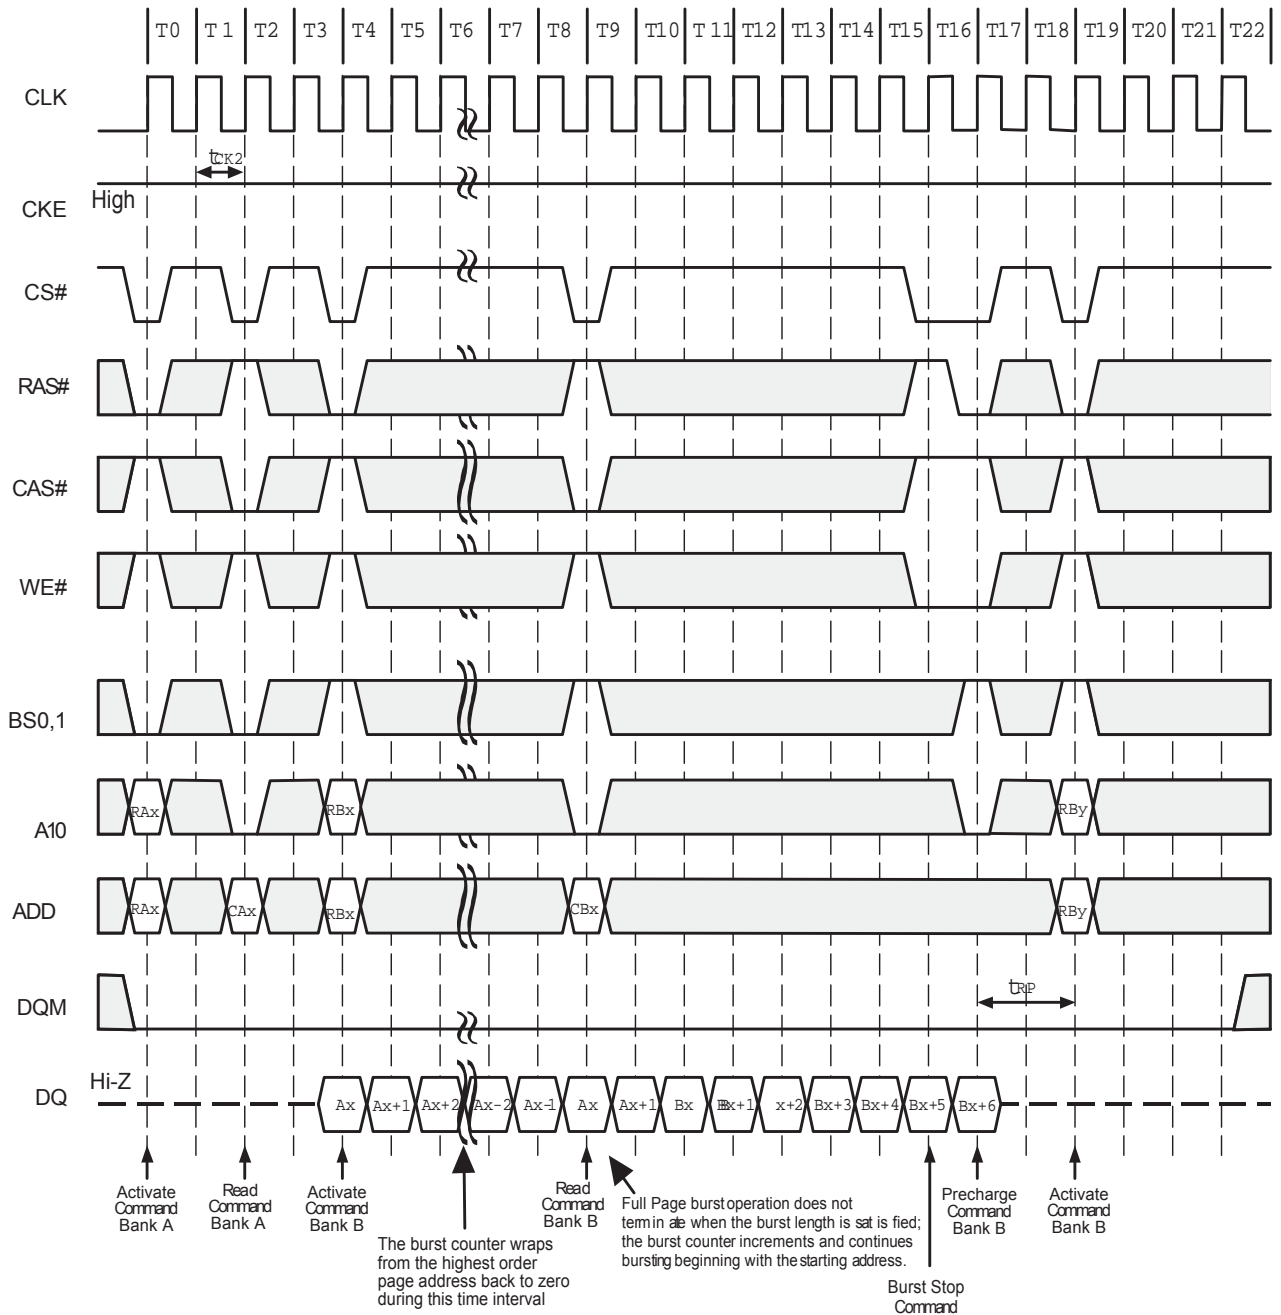 T0 T 1 T2 T3 T4 T5 T6 T7 T8 T9 T10 T 11 T12 T13 T14 T15 T16 T17 T18 T19 T20 T21 T22
CLK
tCK2
High
CKE
CS#
RAS#
CAS#
WE#
BS0,1
RAx RBx RBy
A10
ADD RAx CAx RBx CBx RBy
DQM tRP
Hi-Z
DQ Ax Ax+1 Ax+2 Ax-2 Ax-1 Ax Ax+1 Bx Bx+1 x+2 Bx+3 Bx+4 Bx+5 Bx+6
Activate
Command
Bank A
Read
Command
Bank A
Activate
Command
Bank B
The burst counter wraps
from the highest order
page address back to zero
during this time interval
Read
Command
Bank B
Full Page burst operation does not
termin ate when the burst length is sat is fied;
the burst counter increments and continues
bursting beginning with the starting address.
Burst Stop
Command
Precharge
Command
Bank B
Activate
Command
Bank B